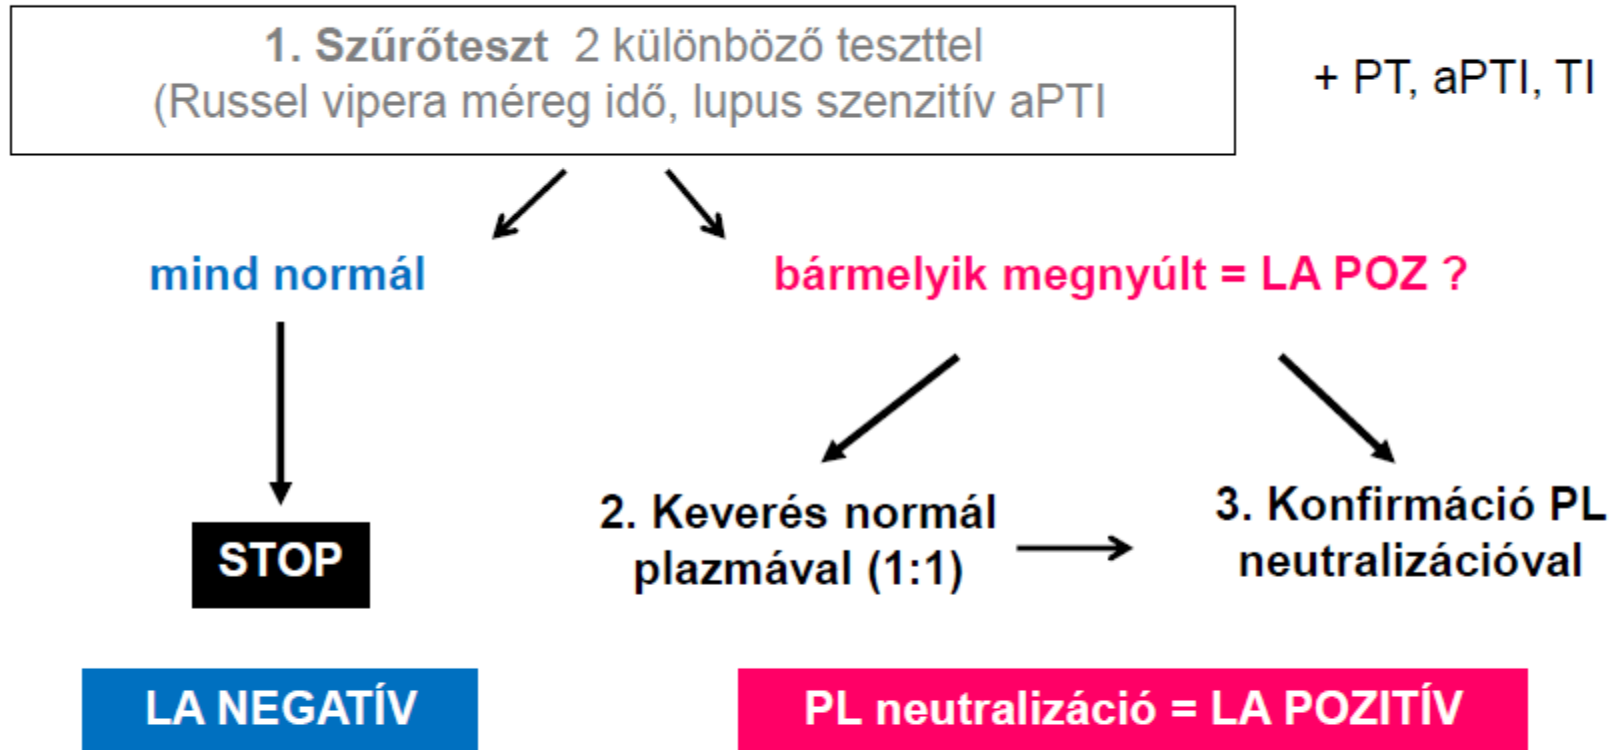 1. Szűrőteszt 2 különböző teszttel
(Russel vipera méreg idő, lupus szenzitív aPTI
+ PT, aPTI, TI
mind normál
bármelyik megnyúlt = LA POZ ?
STOP
2. Keverés normál
plazmával (1:1)
3. Konfirmáció PL
neutralizációval
LA NEGATÍV
PL neutralizáció = LA POZITÍV